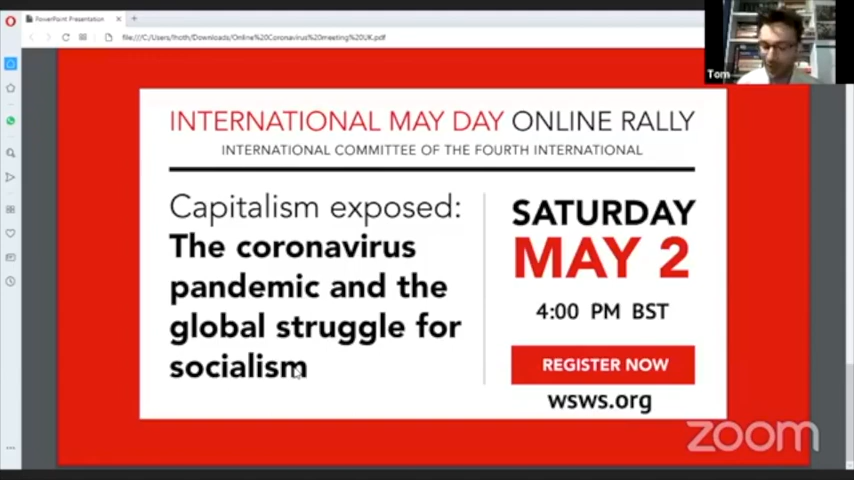 PowerPoint Presentation
file:///C:/Users/lhoth/Downloads/Online%20Coronavirus%20meeting%20UK.pdf
Tom
INTERNATIONAL MAY DAY ONLINE RALLY
INTERNATIONAL COMMITTEE OF THE FOURTH INTERNATIONAL
Capitalism exposed:
The coronavirus
pandemic and the
global struggle for
socialism
SATURDAY
MAY 2
4:00 PM BST
REGISTER NOW
wsws.org
zoom